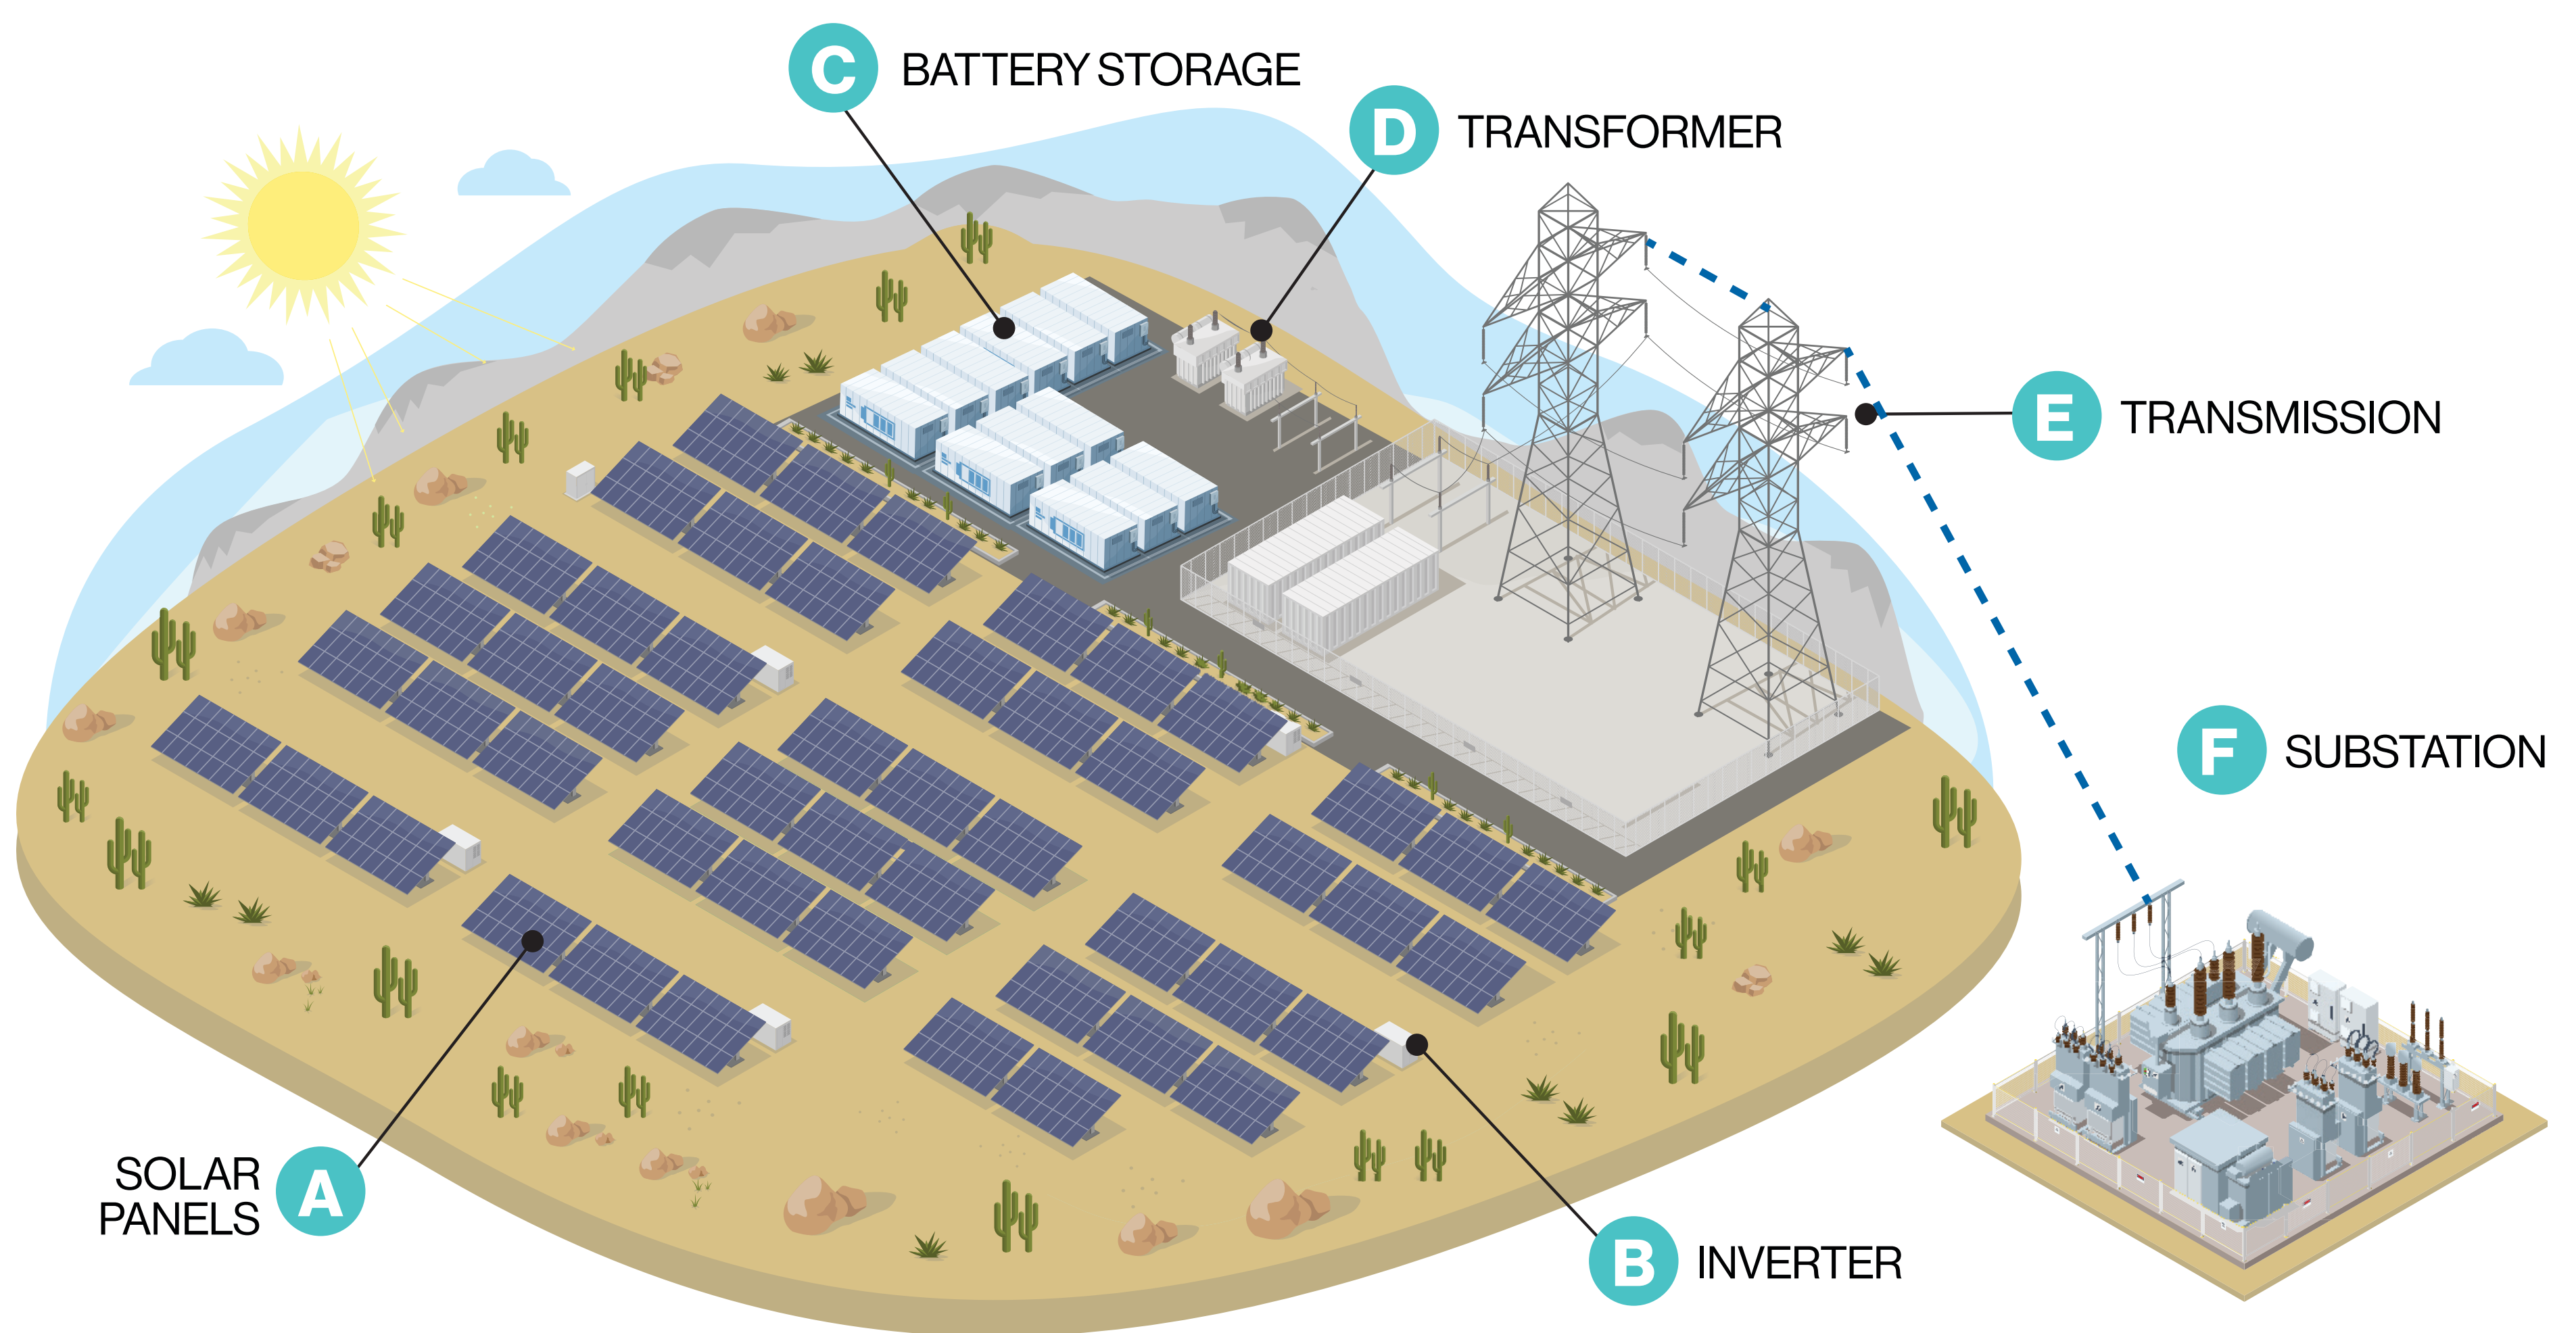 C BATTERY STORAGE
D TRANSFORMER
E TRANSMISSION
F SUBSTATION
SOLAR
PANELS
A
B INVERTER